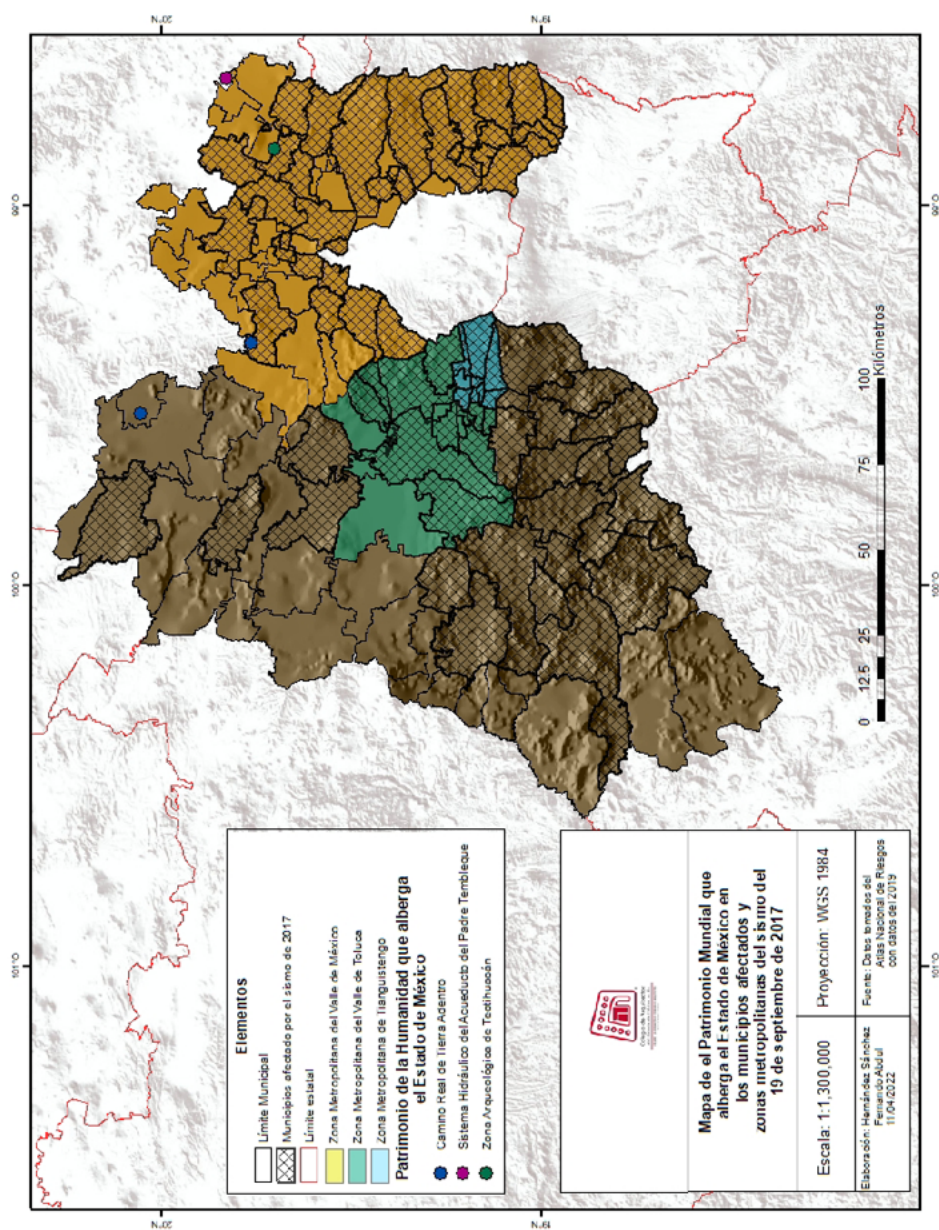 Elementos
Límite Municipal
Municipios afectado por el sismo de 2017
Límite estatal
Zona Metropolitana del Valle de México
Zona Metropolitana del Valle de Toluca
Zona Metropolitana de Tianguistengo
Patrimonio de la Humanidad que alberga
el Estado de México
Camino Real de Tierra Adentro
Sistema Hidráulico del Acueducto del Padre Tembleque
Zona Arqueológica de Teotihuacán
Mapa de el Patrimonio Mundial que
alberga el Estado de México en
los municipios afectados y
zonas metropolitanas del sismo del
19 de septiembre de 2017
Escala: 1:1,300,000
Proyección: WGS 1984
Elaboración: Hernández Sánchez
Fernando Abdul
11/04/2022
Fuente: Datos tomados del
Atlas Nacional de Riesgos
con datos del 2019
0 12.5 25 50 75 100
Kilómetros
101°O
100°O
99°O
101°O
100°O
99°O
20°N
19°N
20°N
19°N